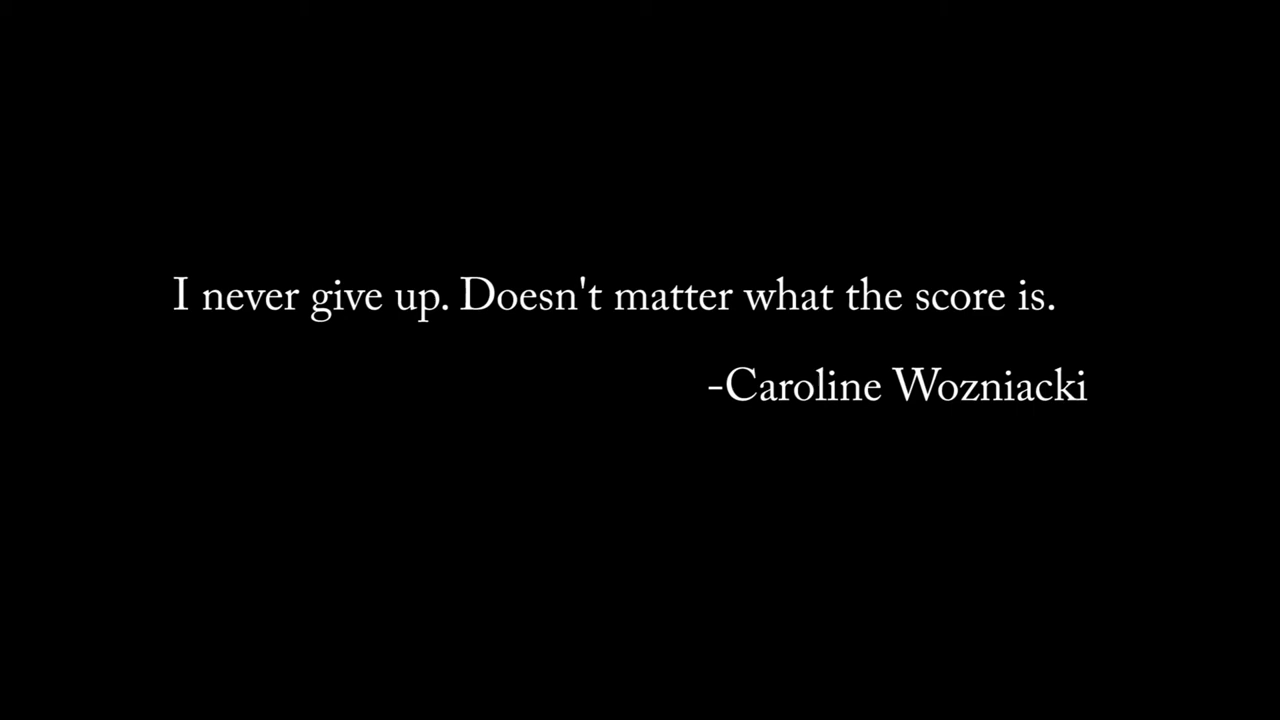 I never give up. Doesn't matter what the score is.
-Caroline Wozniacki